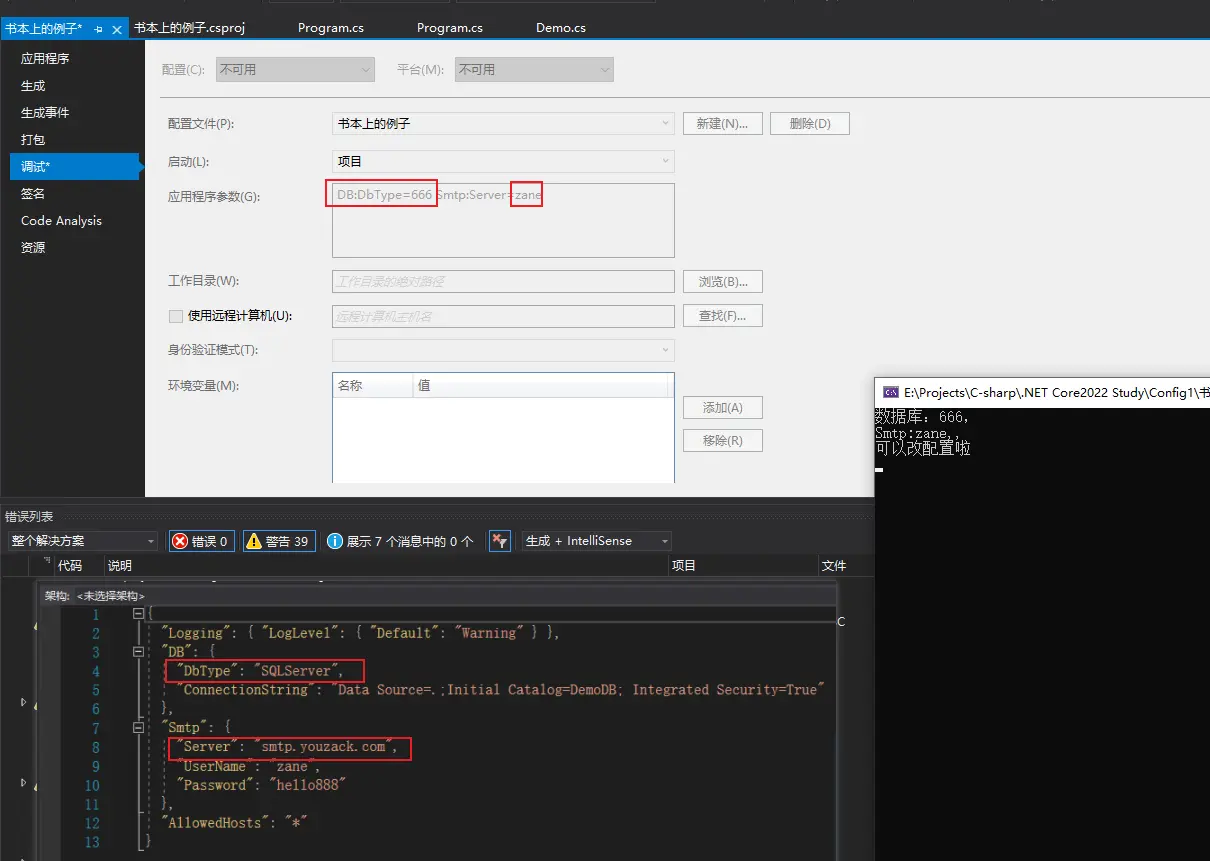 书本上的例子*
书本上的例子.csproj
Program.cs
Program.cs
Demo.cs
应用程序
生成
生成事件
打包
调试*
签名
Code Analysis
资源
配置(C):
不可用
平台(M):
不可用
配置文件(P):
书本上的例子
新建(N)...
删除(D)
启动(L):
项目
应用程序参数(G):
DB:DbType=666 Smtp:Server=zane
工作目录(W):
工作目录的绝对路径
浏览(B)...
使用远程计算机(U):
远程计算机主机名
查找(F)...
身份验证模式(T):
环境变量(M):
名称
值
添加(A)
移除(R)
E:\Projects\C-sharp\.NET Core2022 Study\Config1\书
数据库：666,
Smtp:zane,,
可以改配置啦
错误列表
整个解决方案
错误 0
警告 39
展示 7 个消息中的 0 个
生成 + IntelliSense
代码
说明
项目
文件
架构: <未选择架构>
C
1 {
2 "Logging": { "LogLevel": { "Default": "Warning" } },
3 "DB": {
4 "DbType": "SQLServer",
5 "ConnectionString": "Data Source=.;Initial Catalog=DemoDB; Integrated Security=True"
6 },
7 "Smtp": {
8 "Server": "smtp.youzack.com",
9 "UserName": "zane",
10 "Password": "hello888"
11 },
12 "AllowedHosts": "*"
13 }